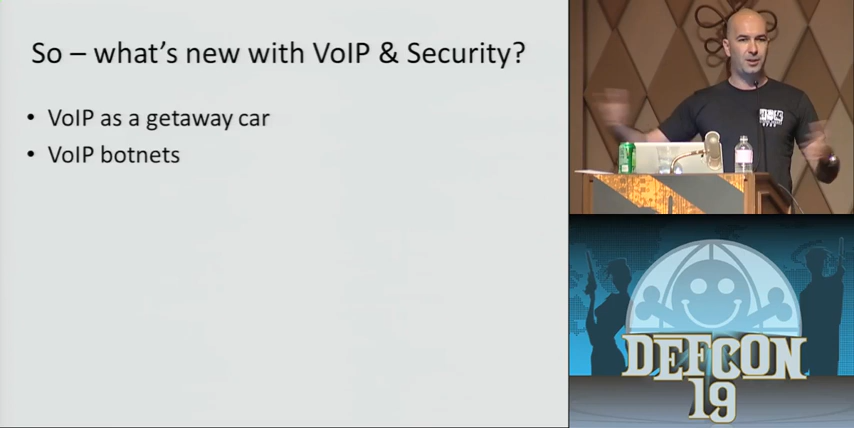 So – what's new with VoIP & Security?
• VoIP as a getaway car
• VoIP botnets
DEFCON
19